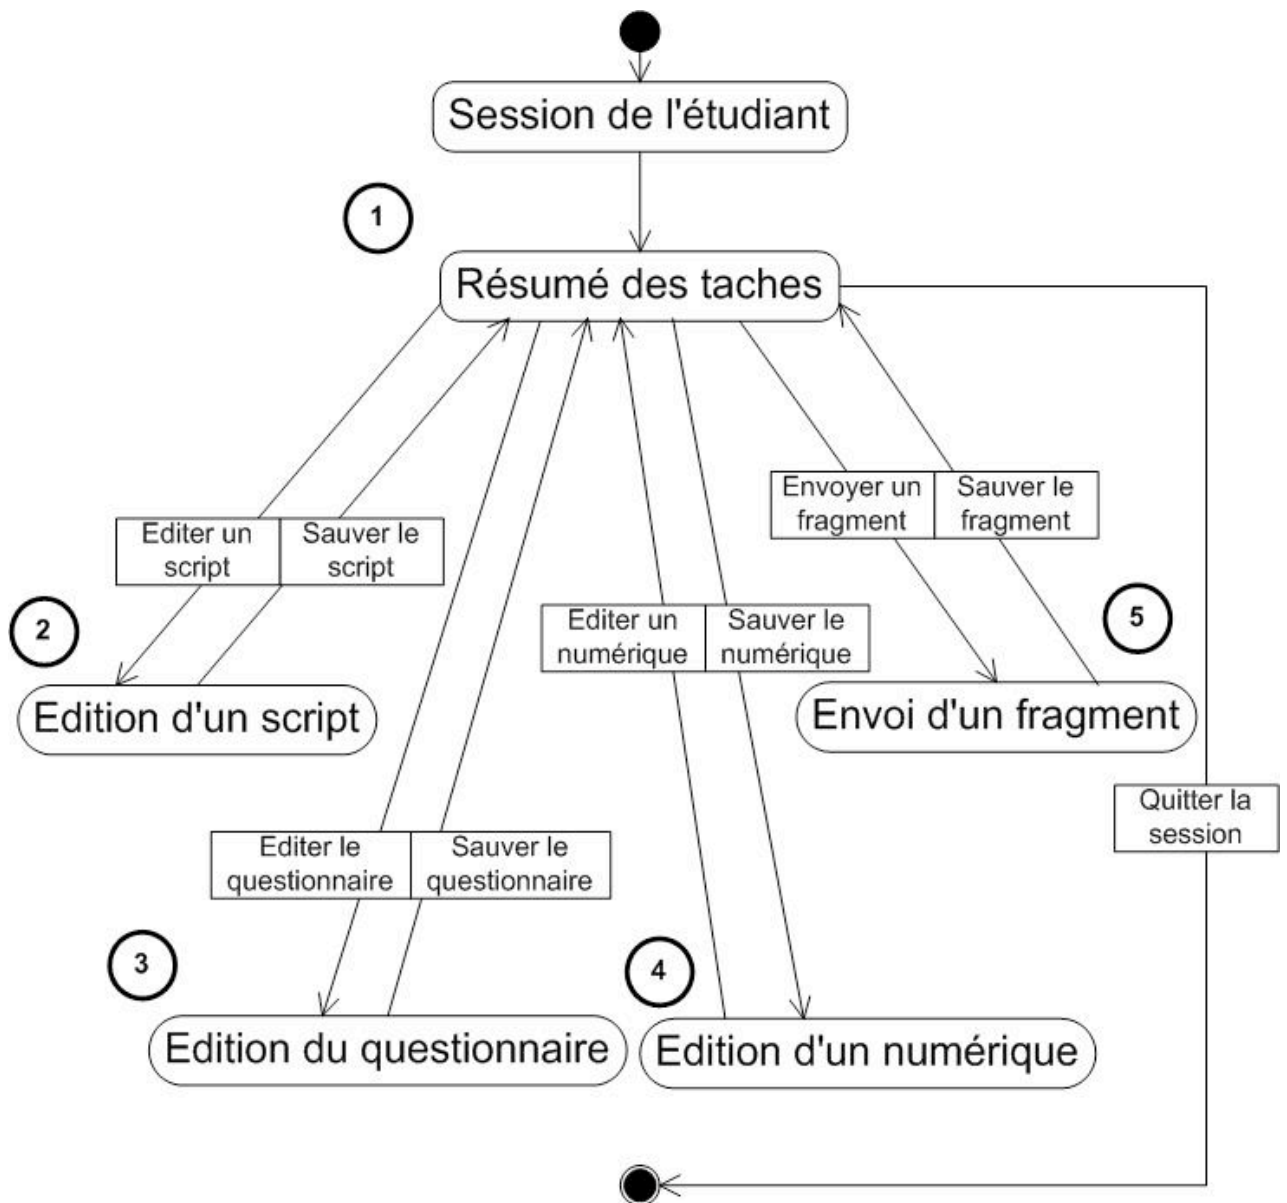 Session de l'étudiant
1
Résumé des taches
Envoyer un
fragment
Sauver le
fragment
Editer un
script
Sauver le
script
2
5
Editer un
numérique
Sauver le
numérique
Edition d'un script
Envoi d'un fragment
Quitter la
session
Editer le
questionnaire
Sauver le
questionnaire
3
4
Edition du questionnaire
Edition d'un numérique